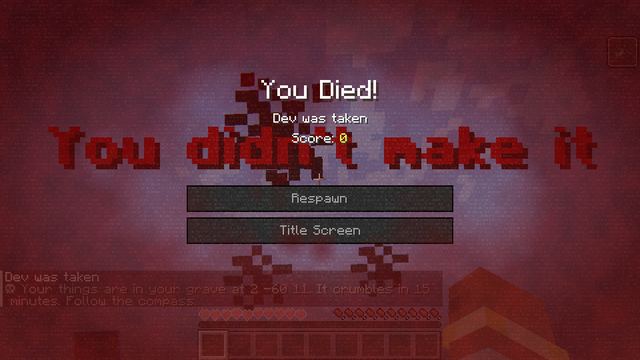 You Died!
Dev was taken
Score: 0
You didn't make it
Respawn
Title Screen
Dev was taken
☠ Your things are in your grave at 2 -60 11. It crumbles in 15
minutes. Follow the compass.